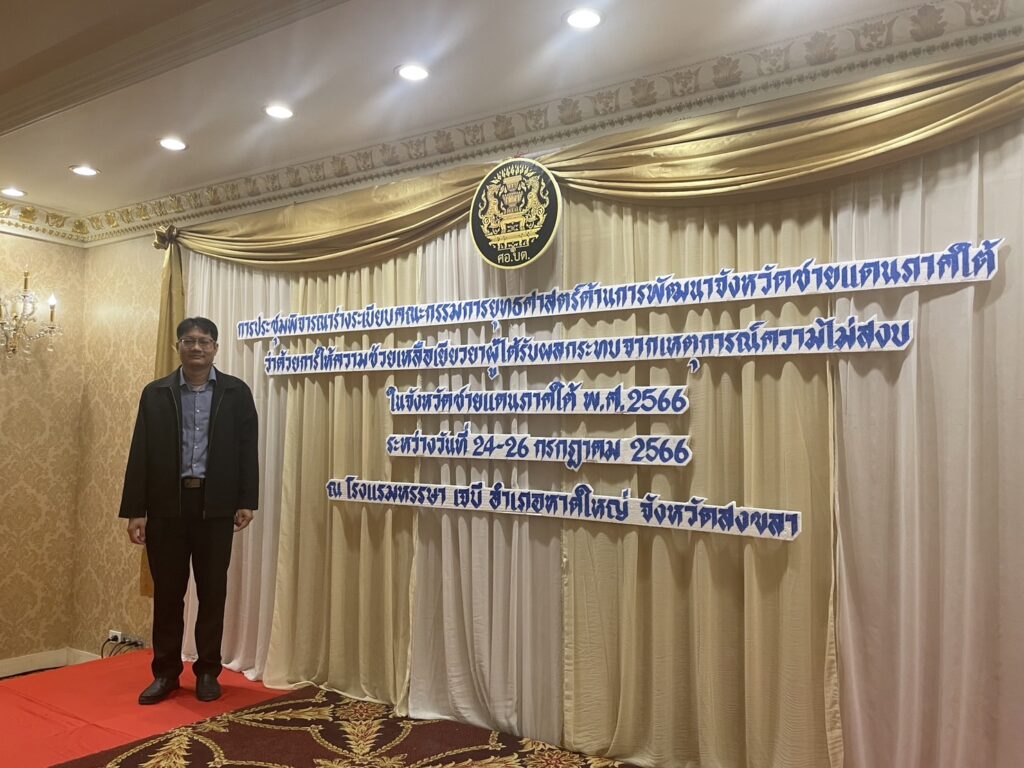 ศอ.บต.
การประชุมพิจารณาร่างระเบียบคณะกรรมการยุทธศาสตร์ด้านการพัฒนาจังหวัดชายแดนภาคใต้
ว่าด้วยการให้ความช่วยเหลือเยียวยาผู้ได้รับผลกระทบจากเหตุการณ์ความไม่สงบ
ในจังหวัดชายแดนภาคใต้ พ.ศ.2566
ระหว่างวันที่ 24-26 กรกฎาคม 2566
ณ โรงแรมหรรษา เจบี อำเภอหาดใหญ่ จังหวัดสงขลา